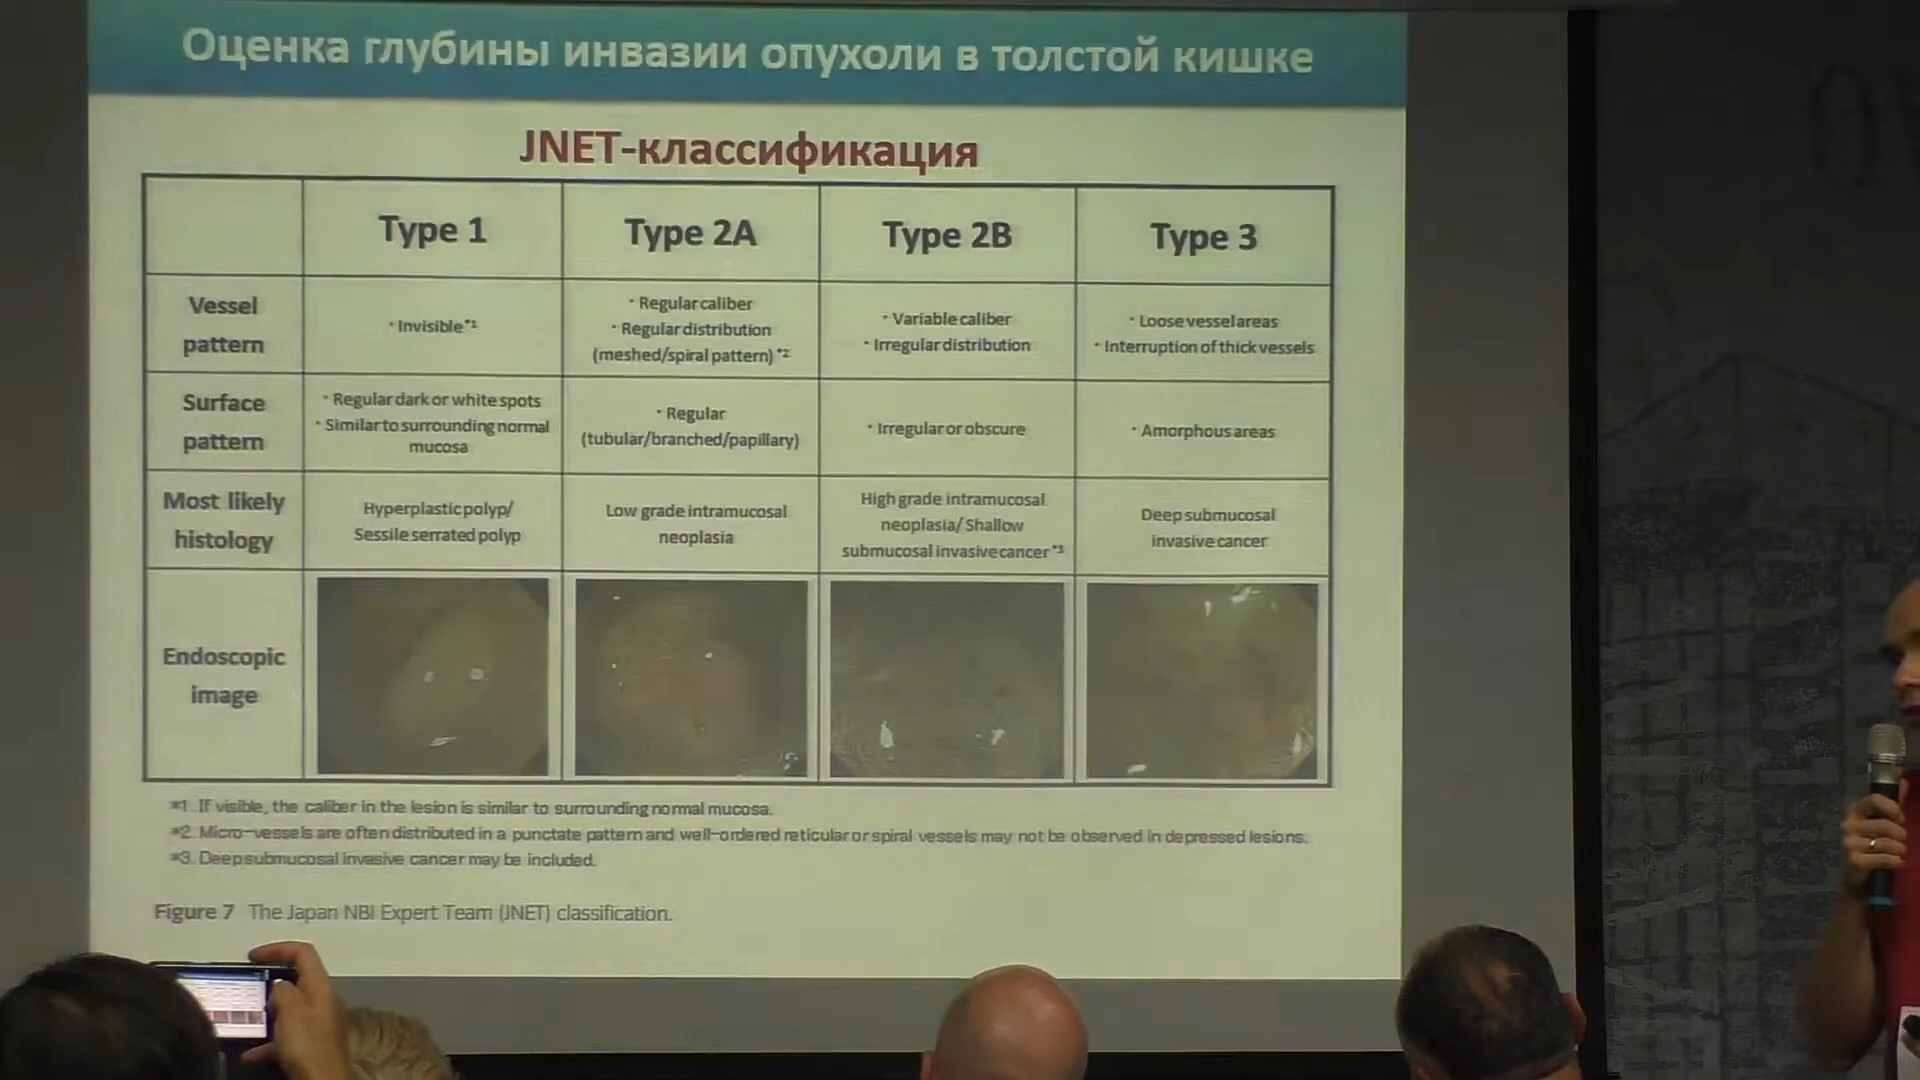 Оценка глубины инвазии опухоли в толстой кишке
JNET-классификация
Type 1
Type 2A
Type 2B
Type 3
Vessel
pattern
· Invisible*1
· Regular caliber
· Regular distribution
(meshed/spiral pattern) *2
· Variable caliber
· Irregular distribution
· Loose vessel areas
· Interruption of thick vessels
Surface
pattern
· Regular dark or white spots
· Similar to surrounding normal
mucosa
· Regular
(tubular/branched/papillary)
· Irregular or obscure
· Amorphous areas
Most likely
histology
Hyperplastic polyp/
Sessile serrated polyp
Low grade intramucosal
neoplasia
High grade intramucosal
neoplasia/ Shallow
submucosal invasive cancer *3
Deep submucosal
invasive cancer
Endoscopic
image
*1. If visible, the caliber in the lesion is similar to surrounding normal mucosa.
*2. Micro-vessels are often distributed in a punctate pattern and well-ordered reticular or spiral vessels may not be observed in depressed lesions.
*3. Deep submucosal invasive cancer may be included.
Figure 7 The Japan NBI Expert Team (JNET) classification.